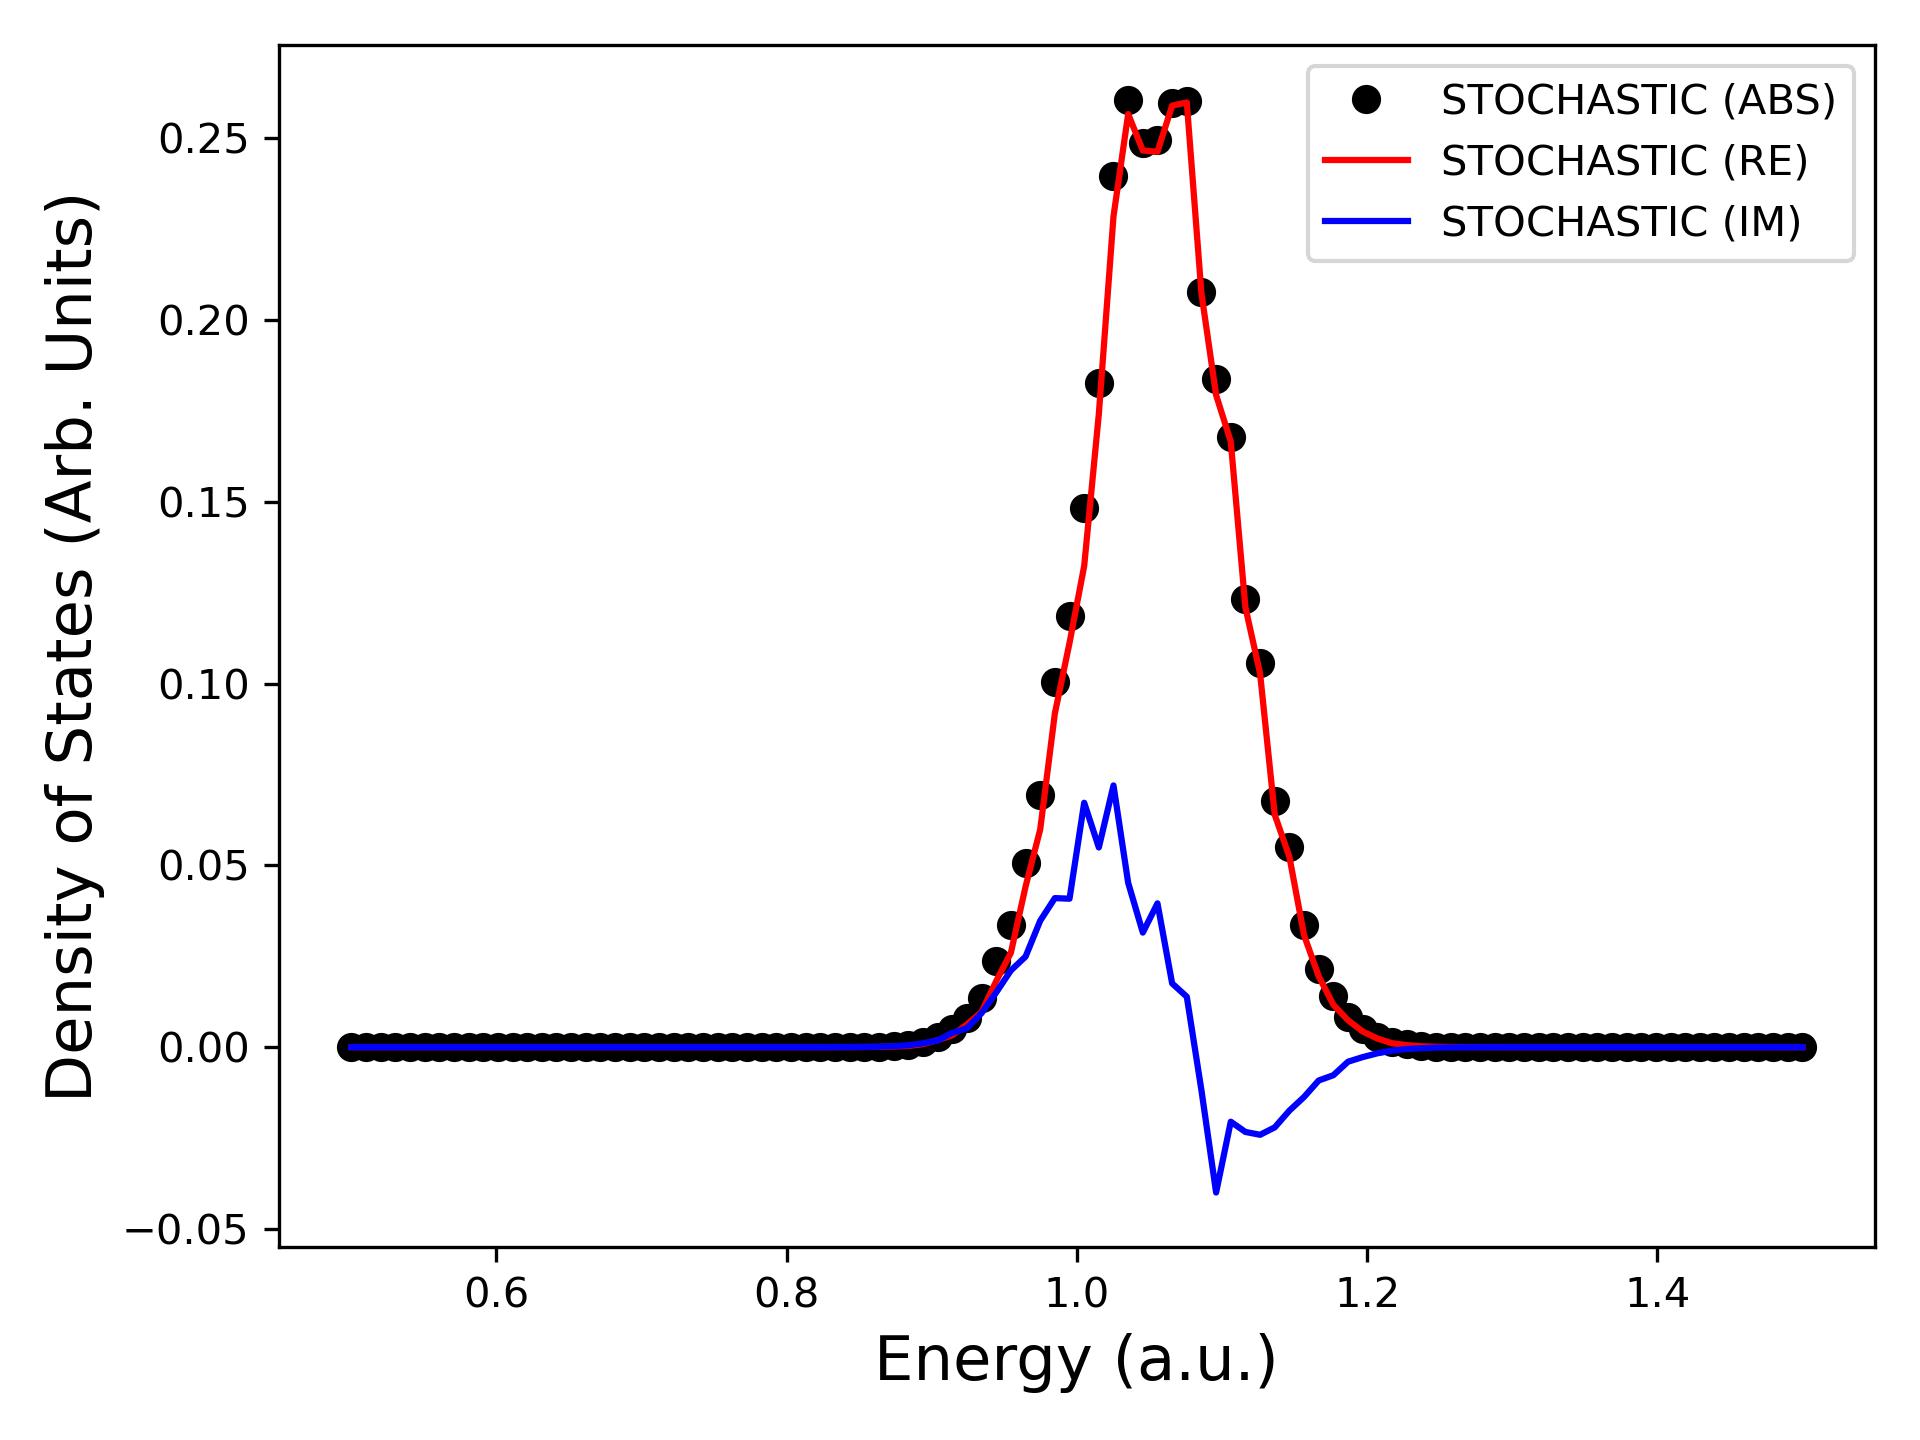 STOCHASTIC (ABS)
STOCHASTIC (RE)
STOCHASTIC (IM)
Density of States (Arb. Units)
0.25
0.20
0.15
0.10
0.05
0.00
−0.05
0.6 0.8 1.0 1.2 1.4
Energy (a.u.)